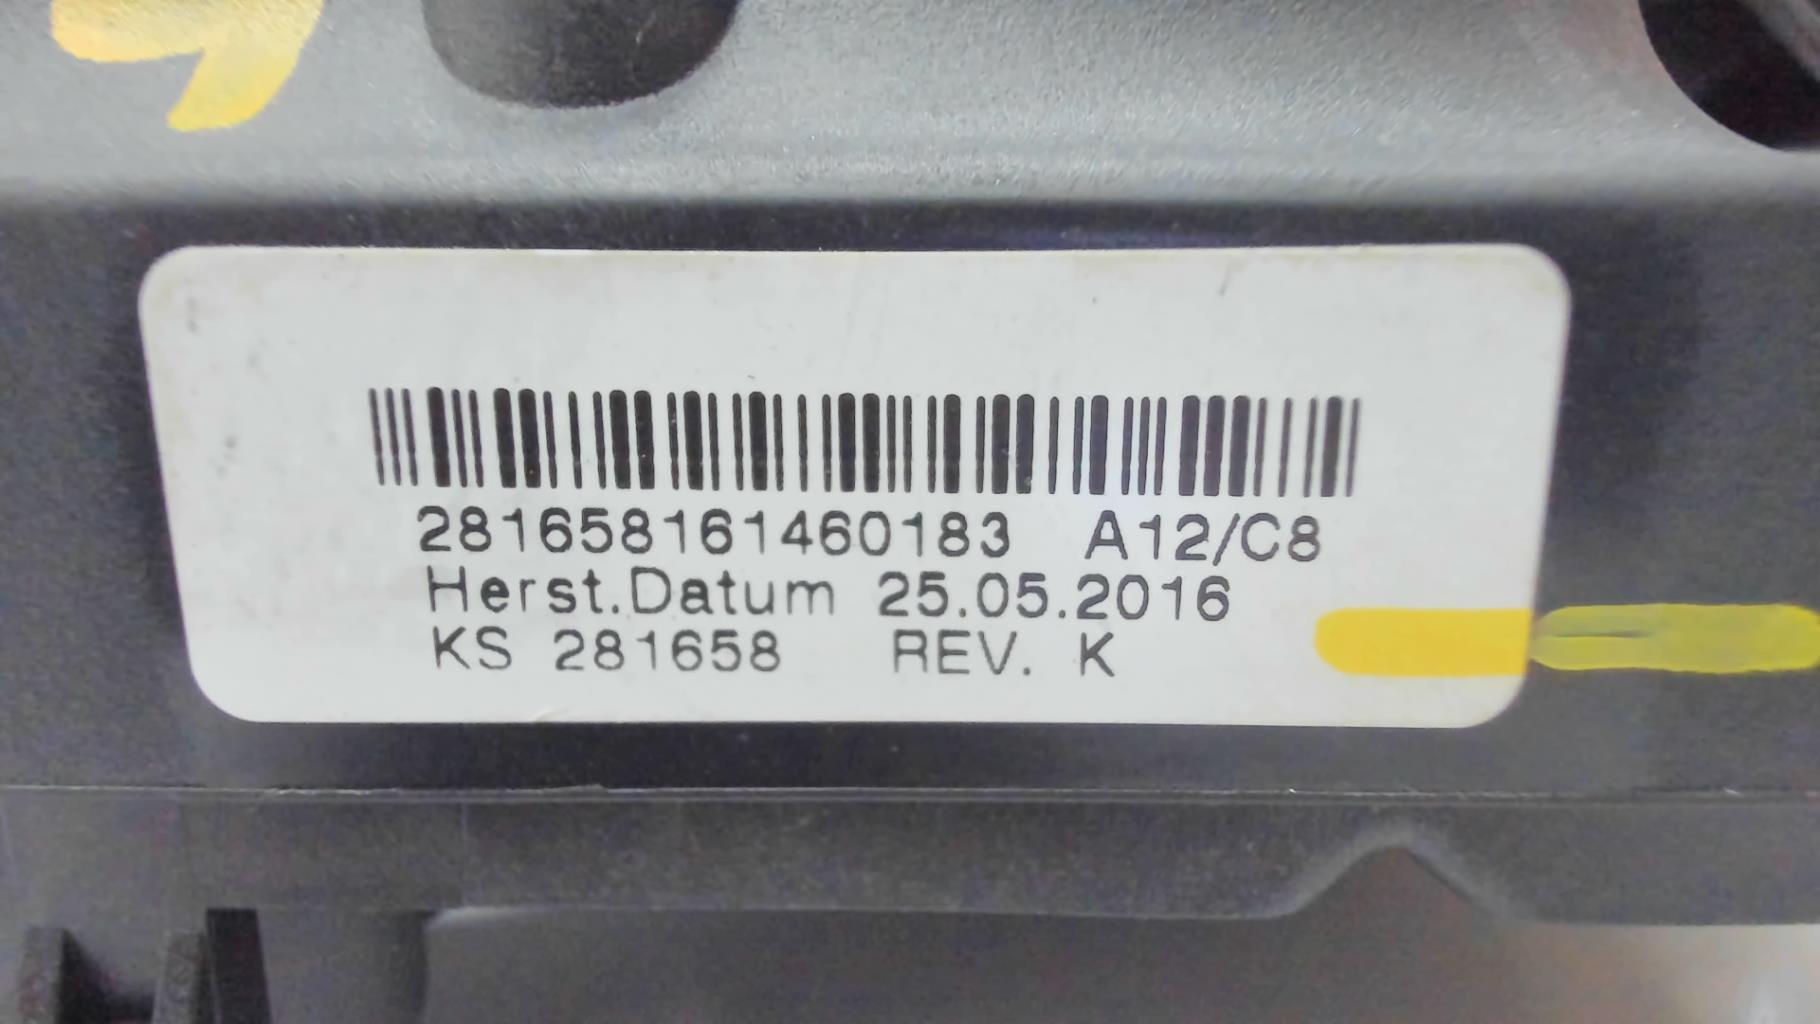 281658161460183 A12/C8
Herst.Datum 25.05.2016
KS 281658 REV. K